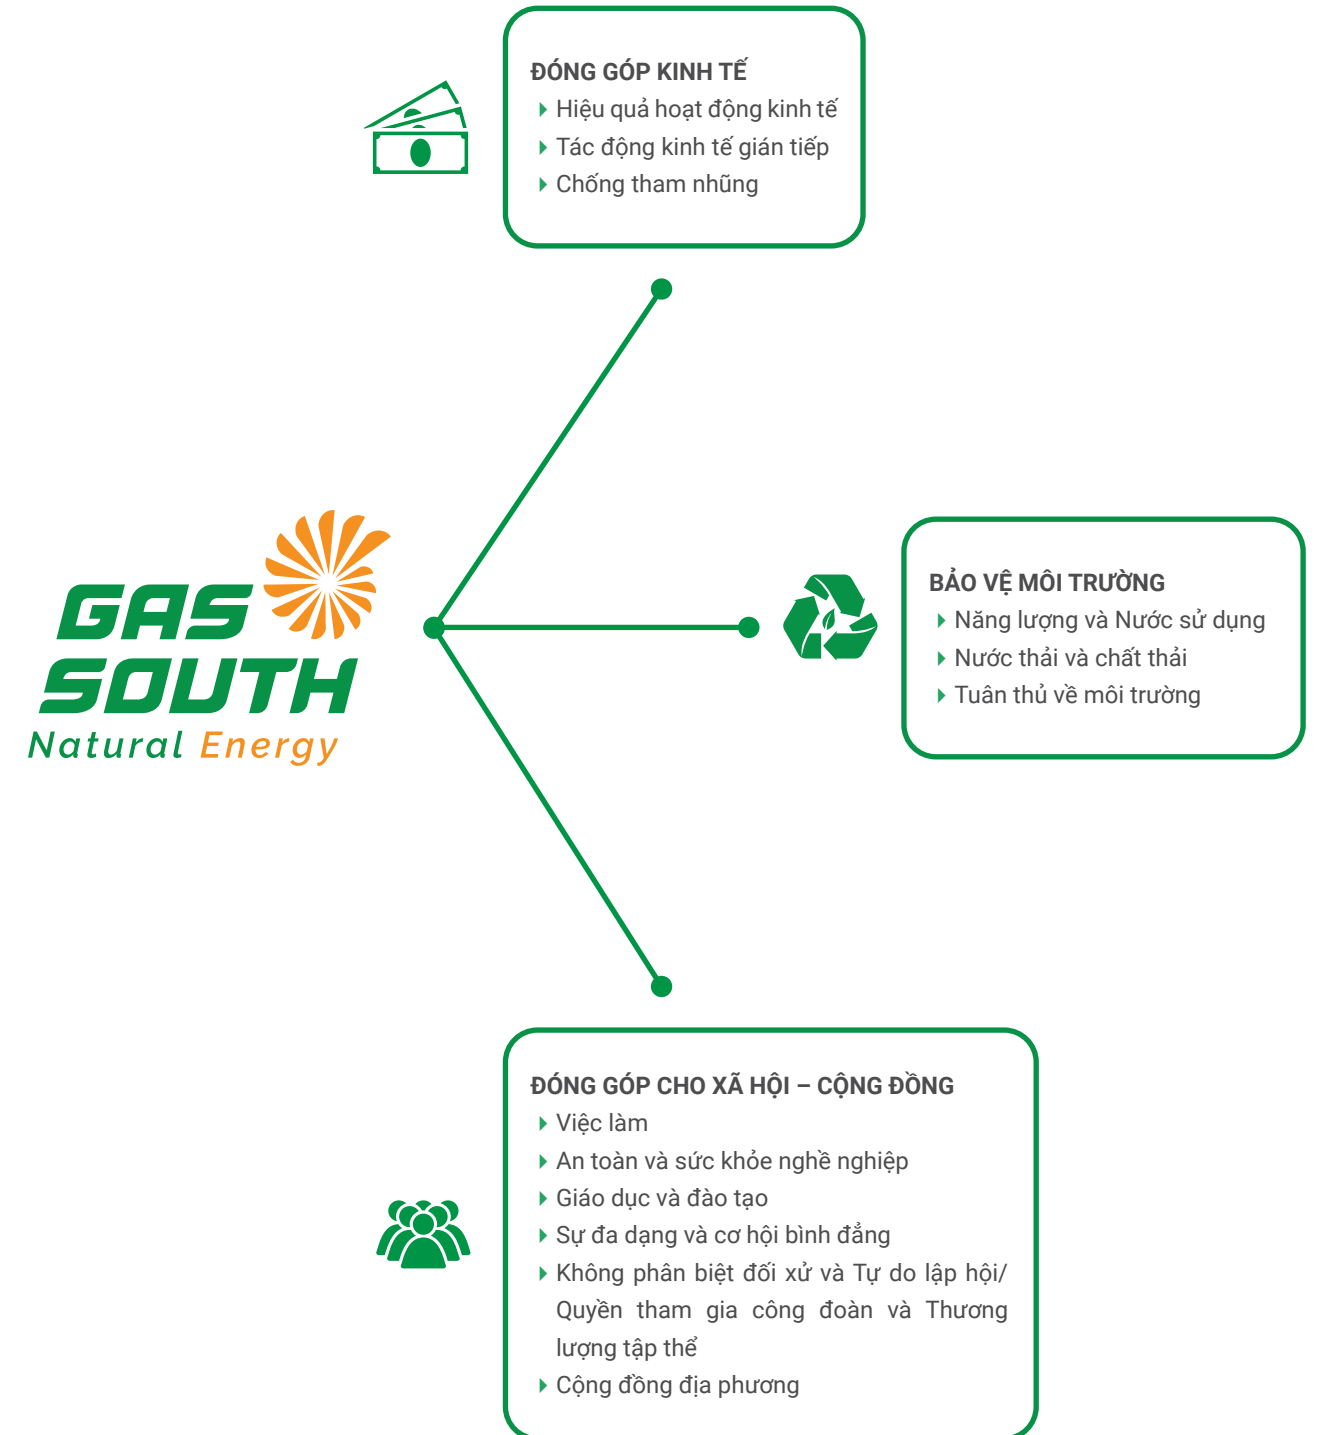 ĐÓNG GÓP KINH TẾ
Hiệu quả hoạt động kinh tế
Tác động kinh tế gián tiếp
Chống tham nhũng
GAS
SOUTH
Natural Energy
BẢO VỆ MÔI TRƯỜNG
Năng lượng và Nước sử dụng
Nước thải và chất thải
Tuân thủ về môi trường
ĐÓNG GÓP CHO XÃ HỘI – CỘNG ĐỒNG
Việc làm
An toàn và sức khỏe nghề nghiệp
Giáo dục và đào tạo
Sự đa dạng và cơ hội bình đẳng
Không phân biệt đối xử và Tự do lập hội/
Quyền tham gia công đoàn và Thương
lượng tập thể
Cộng đồng địa phương